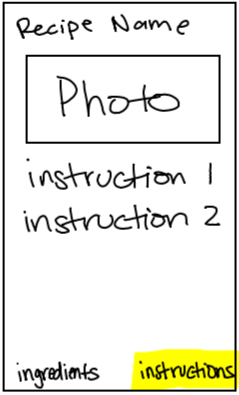 Recipe Name
Photo
instruction 1
instruction 2
ingredients instructions